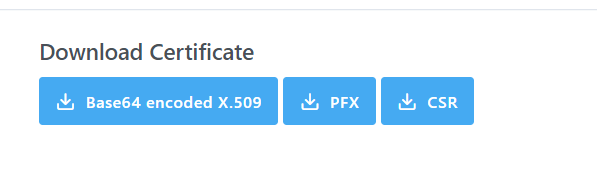 Download Certificate
Base64 encoded X.509 PFX CSR